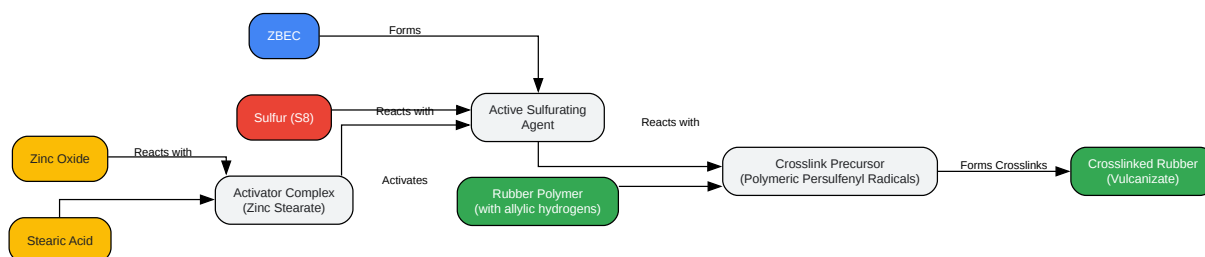 ZBEC
Forms
Sulfur (S8)
Reacts with
Active Sulfurating
Agent
Reacts with
Zinc Oxide
Reacts with
Stearic Acid
Activator Complex
(Zinc Stearate)
Activates
Rubber Polymer
(with allylic hydrogens)
Crosslink Precursor
(Polymeric Persulfenyl Radicals)
Forms Crosslinks
Crosslinked Rubber
(Vulcanizate)